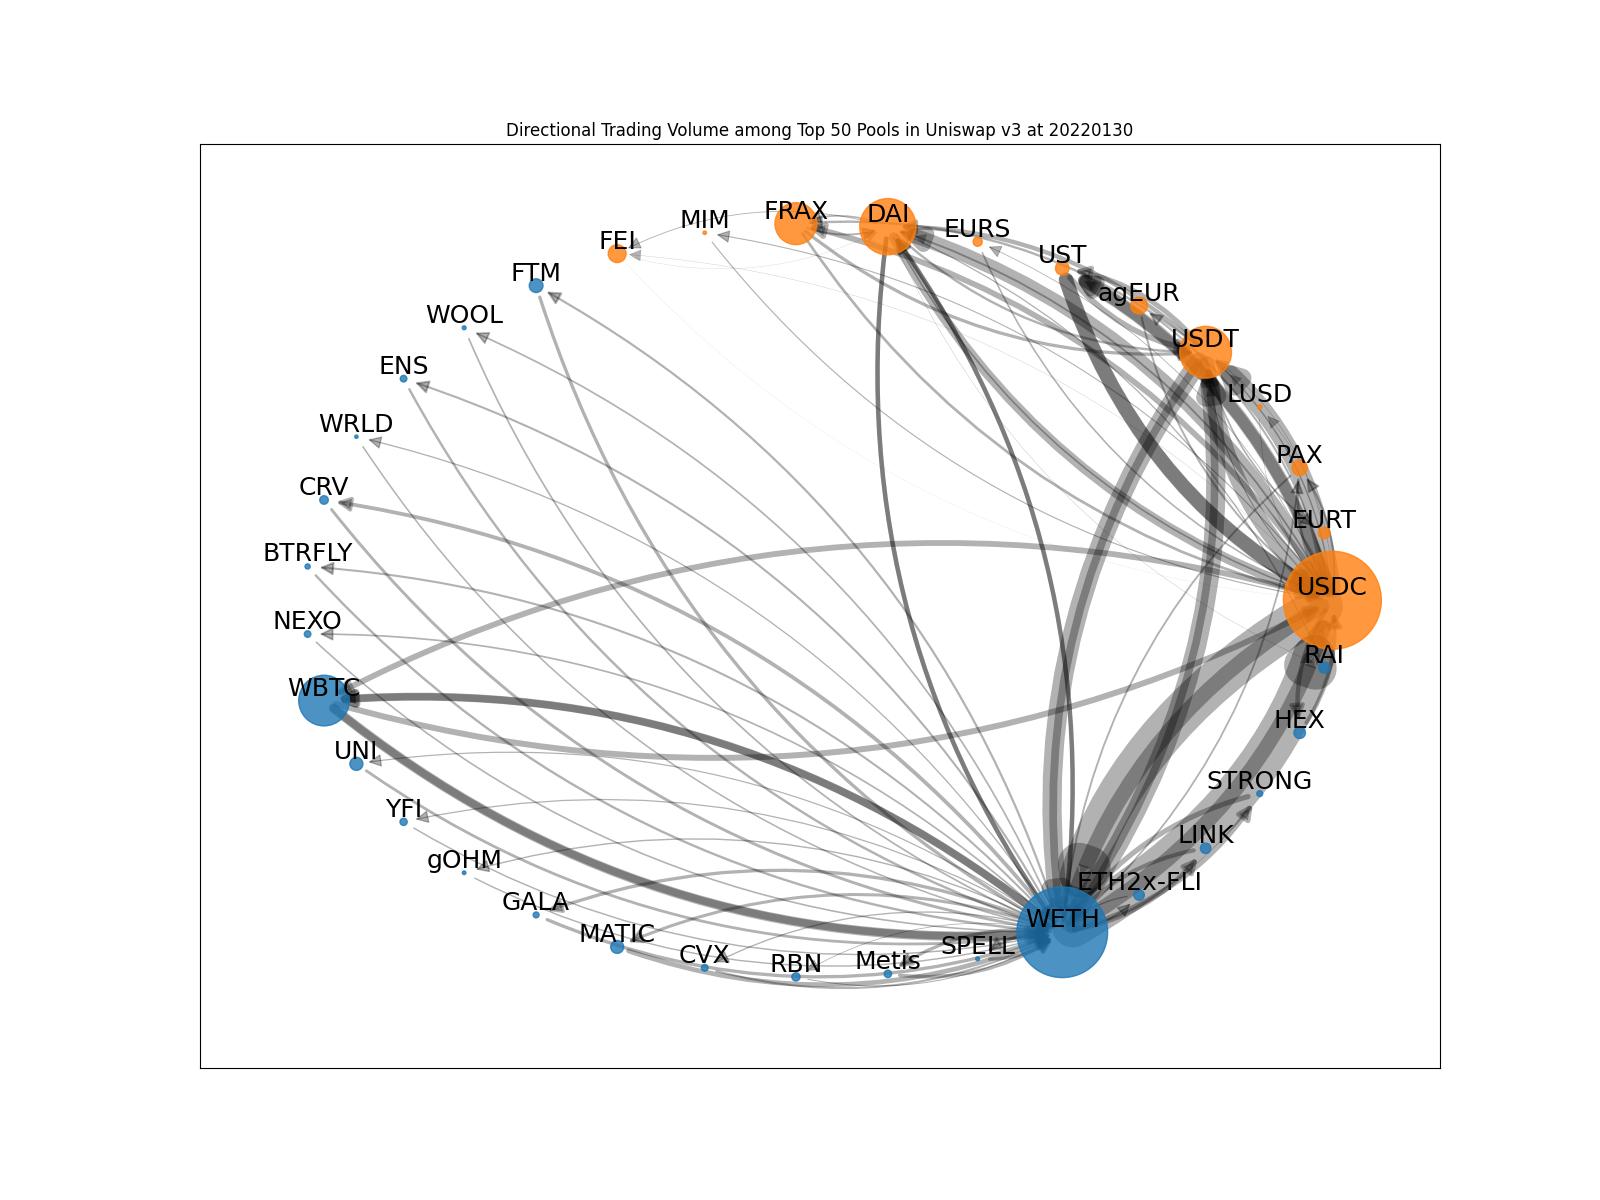 Directional Trading Volume among Top 50 Pools in Uniswap v3 at 20220130
FRAX
DAI
MIM
EURS
FEI
UST
FTM
agEUR
WOOL
USDT
ENS
LUSD
WRLD
PAX
CRV
EURT
BTRFLY
USDC
NEXO
RAI
WBTC
HEX
UNI
STRONG
YFI
LINK
gOHM
ETH2x-FLI
GALA
WETH
MATIC
SPELL
CVX
Metis
RBN